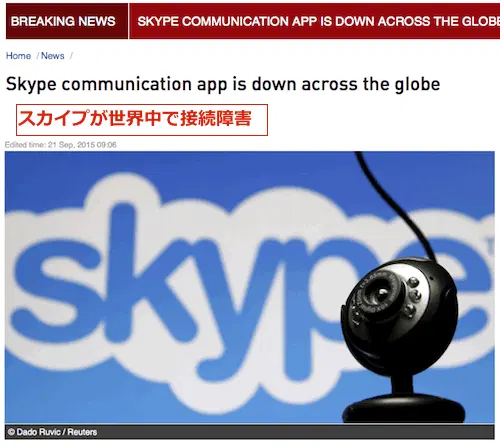 BREAKING NEWS SKYPE COMMUNICATION APP IS DOWN ACROSS THE GLOBE
Home / News /
Skype communication app is down across the globe
スカイプが世界中で接続障害
Edited time: 21 Sep, 2015 09:06
skype
© Dado Ruvic / Reuters